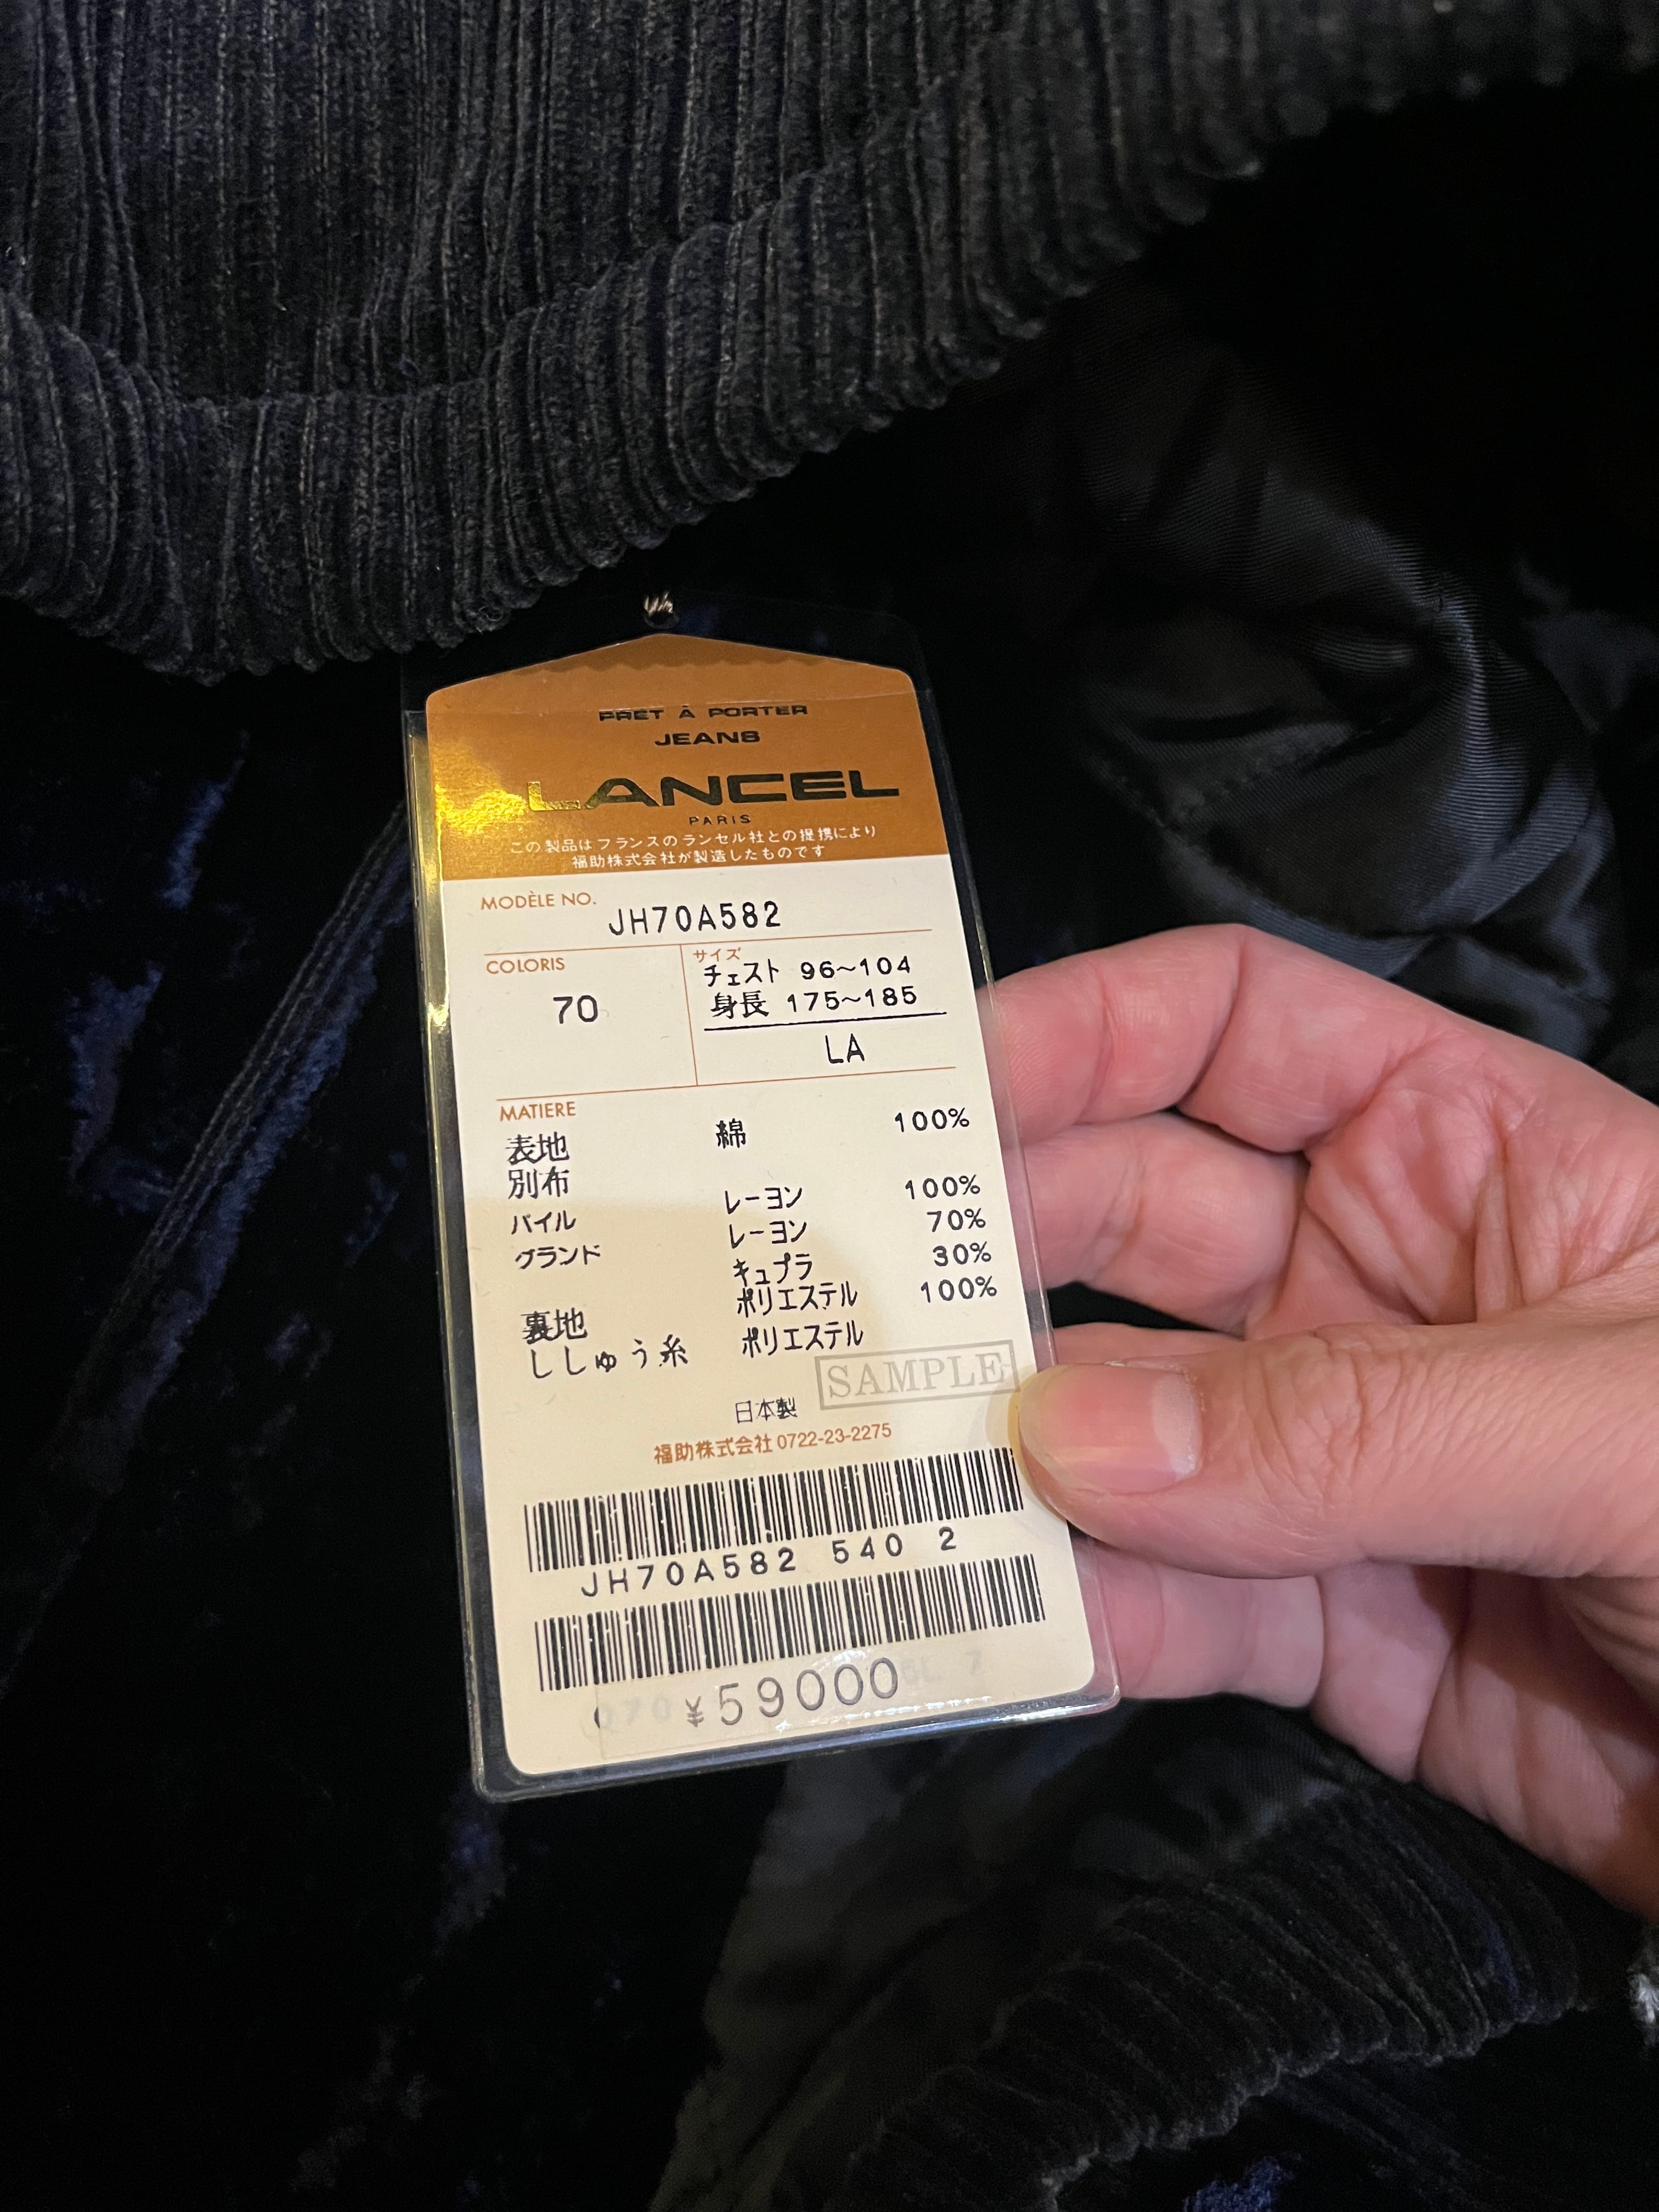 PRÊT À PORTER
JEANS
LANCEL
PARIS
この製品はフランスのランセル社との提携により
福助株式会社が製造したものです
MODÈLE NO. JH70A582
COLORIS
70
サイズ
チェスト 96~104
身長 175~185
LA
MATIERE
表地 綿 100%
別布
パイル レーヨン 100%
グランド レーヨン 70%
キュプラ 30%
裏地 ポリエステル 100%
ししゅう糸 ポリエステル
SAMPLE
日本製
福助株式会社 0722-23-2275
JH70A582 540 2
¥59000